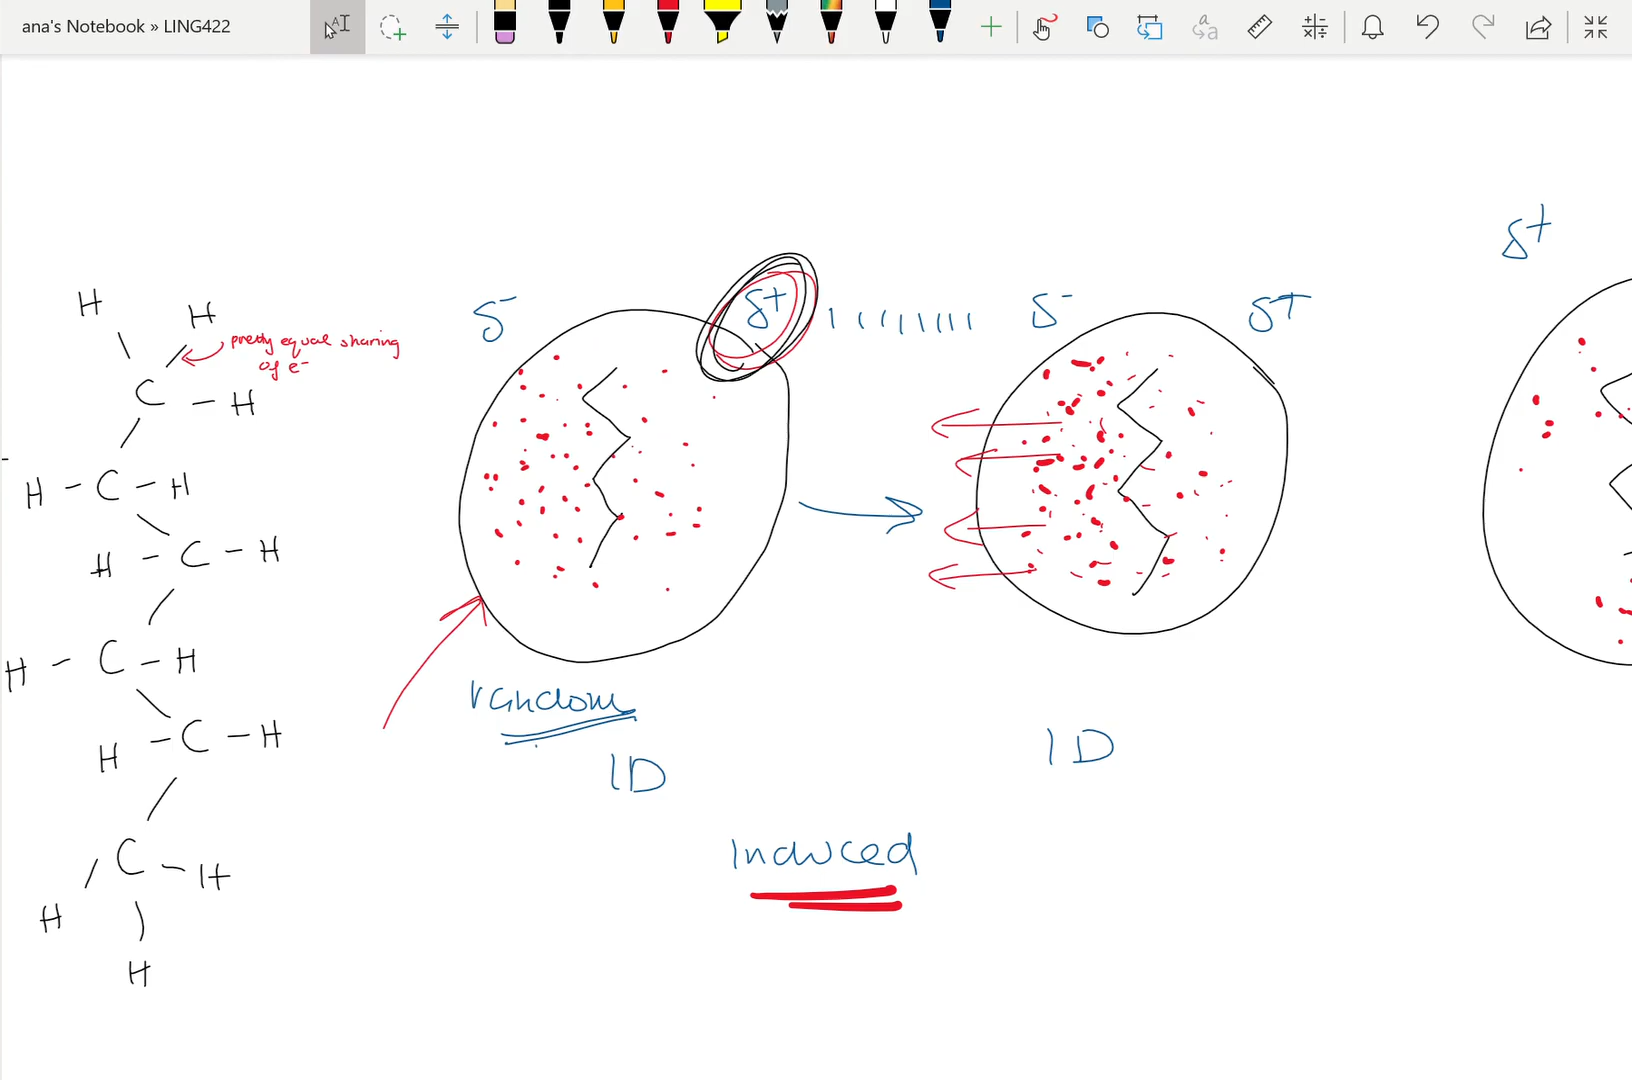 ana's Notebook » LING422
H
H
pretty equal sharing
of e⁻
C - H
H - C - H
H - C - H
H - C - H
H - C - H
C - H
H
H
δ⁻
δ⁺
δ⁻
δ⁺
δ⁺
random
ID
ID
Induced